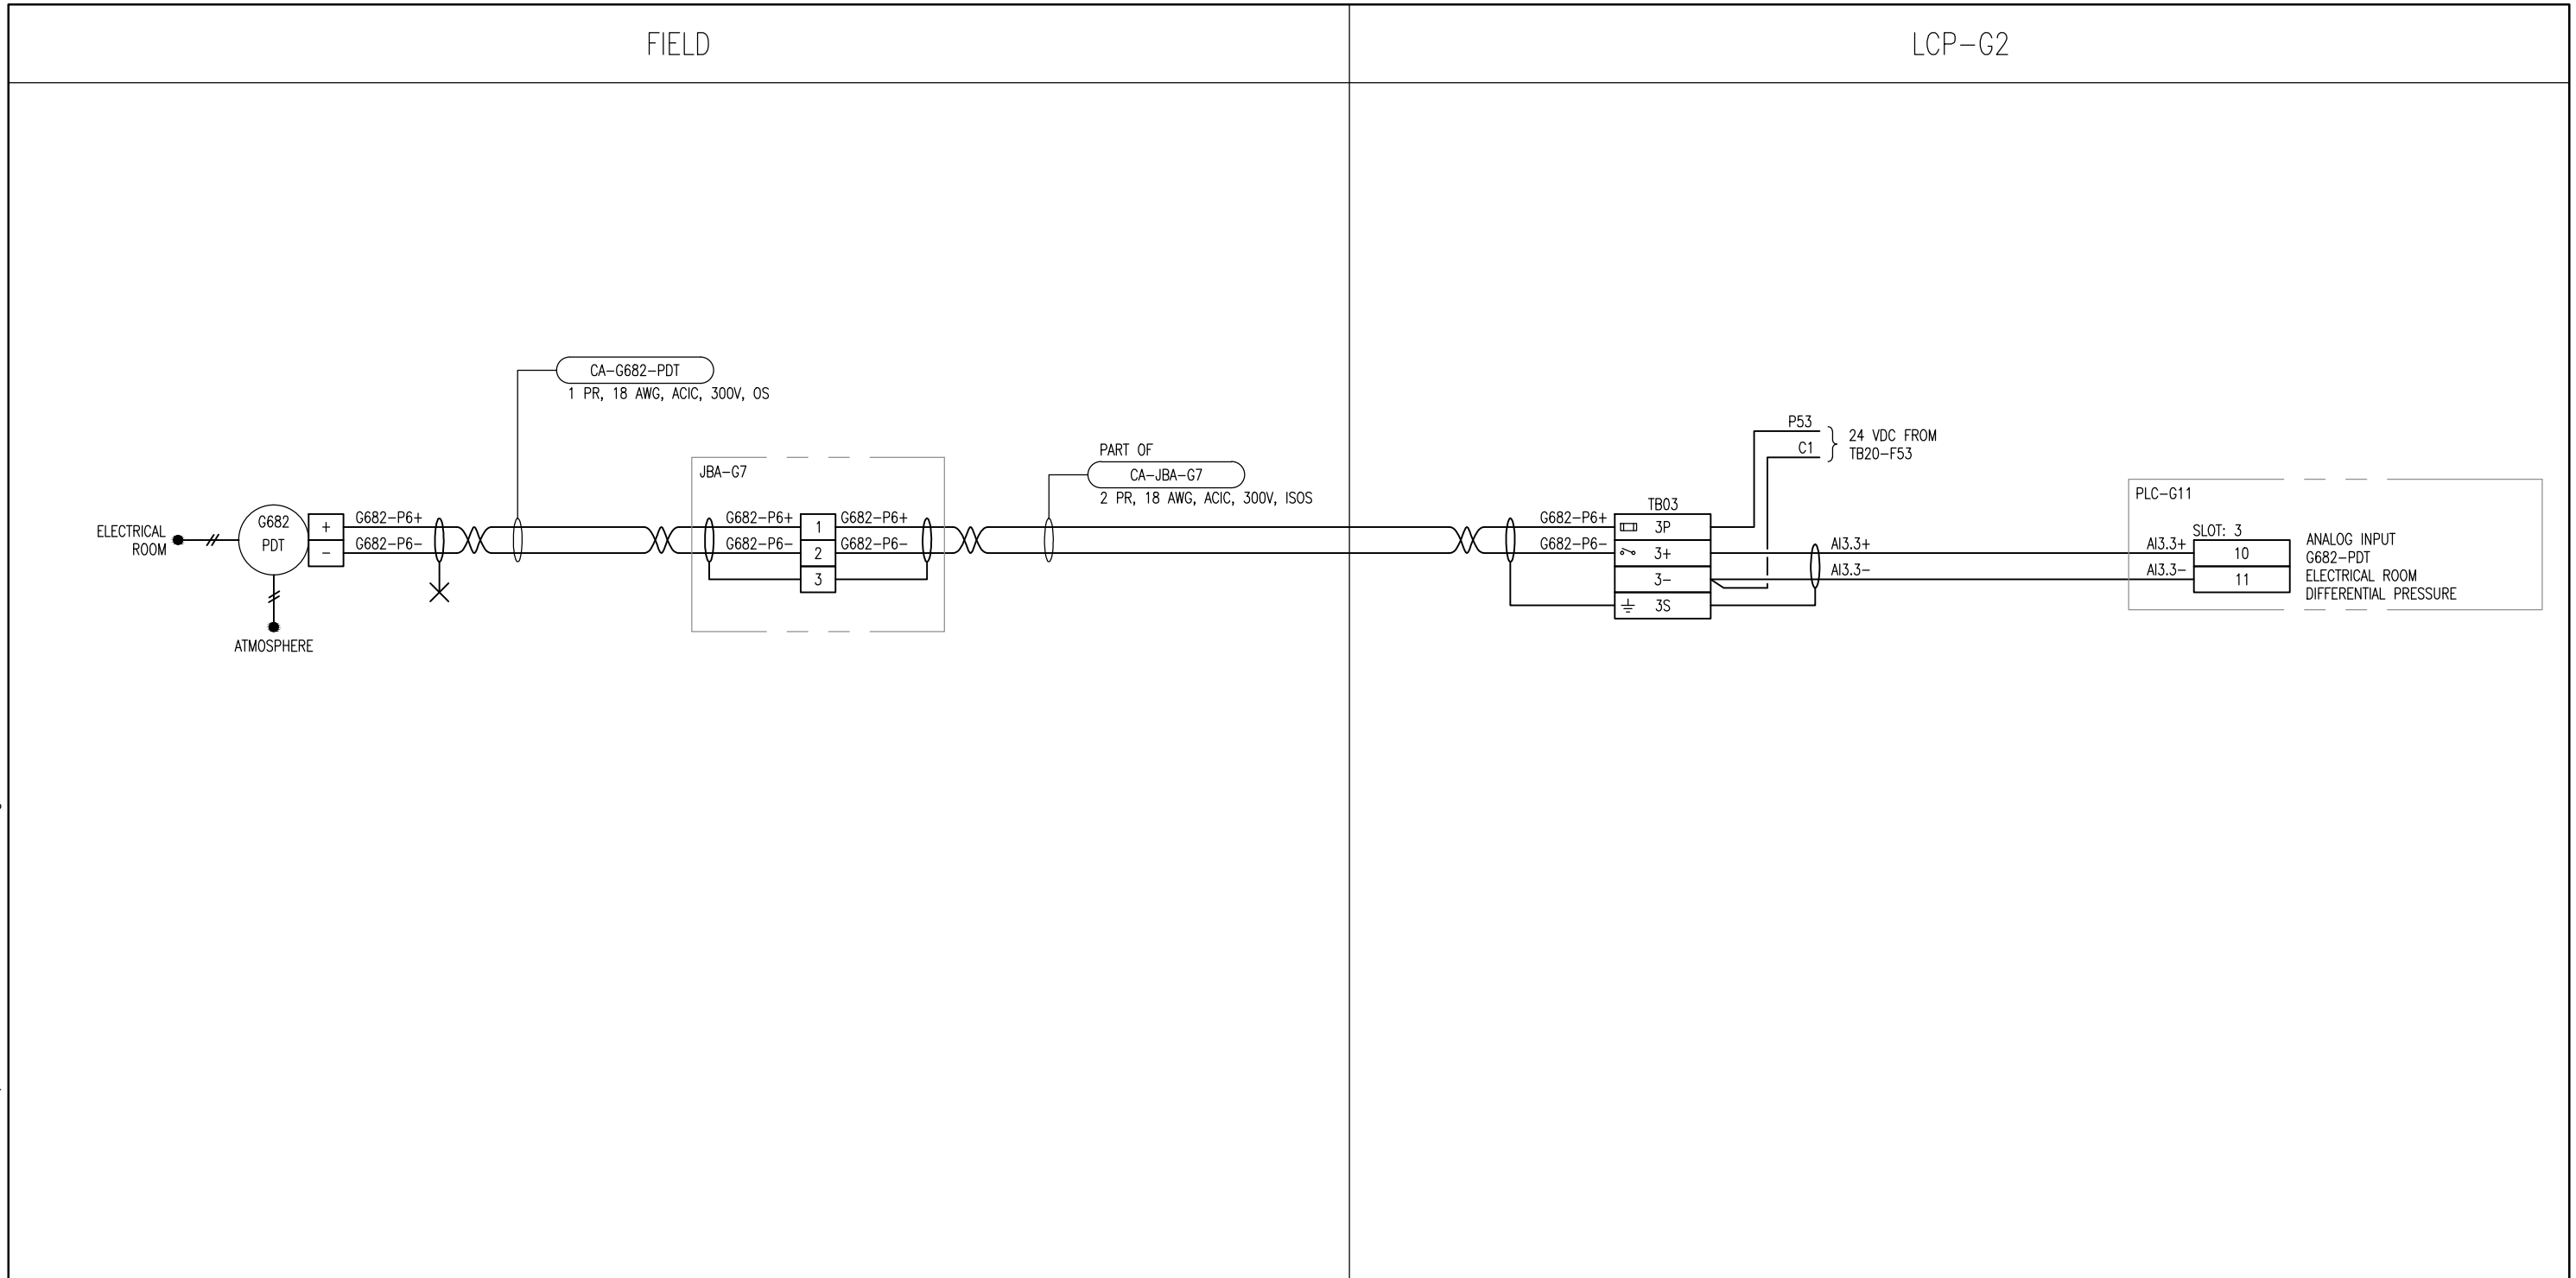 FIELD
LCP-G2
CA-G682-PDT
1 PR, 18 AWG, ACIC, 300V, OS
PART OF
CA-JBA-G7
2 PR, 18 AWG, ACIC, 300V, ISOS
P53
C1
24 VDC FROM
TB20-F53
ELECTRICAL
ROOM
G682
PDT
ATMOSPHERE
+
-
G682-P6+
G682-P6-
JBA-G7
G682-P6+
G682-P6-
1
2
3
G682-P6+
G682-P6-
G682-P6+
G682-P6-
TB03
3P
3+
3-
3S
AI3.3+
AI3.3-
PLC-G11
SLOT: 3
AI3.3+
AI3.3-
10
11
ANALOG INPUT
G682-PDT
ELECTRICAL ROOM
DIFFERENTIAL PRESSURE